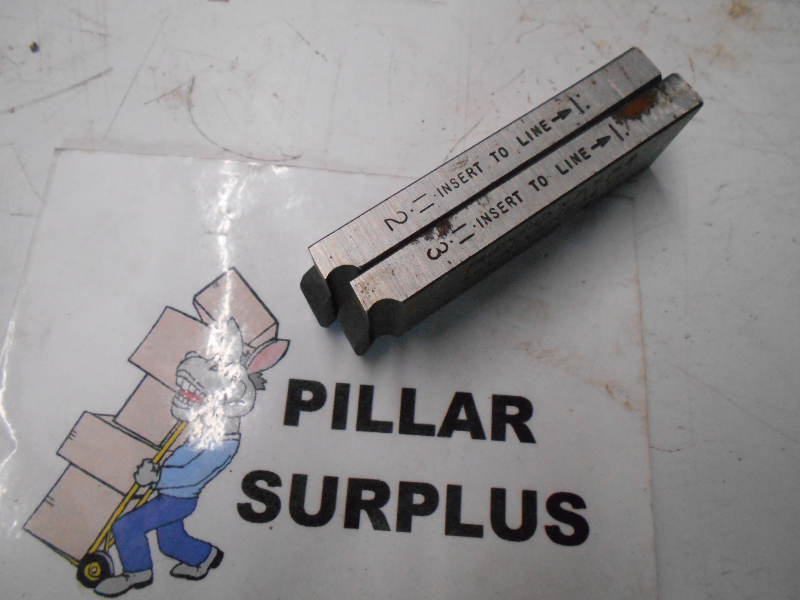 2 INSERT TO LINE
3 INSERT TO LINE
PILLAR
SURPLUS